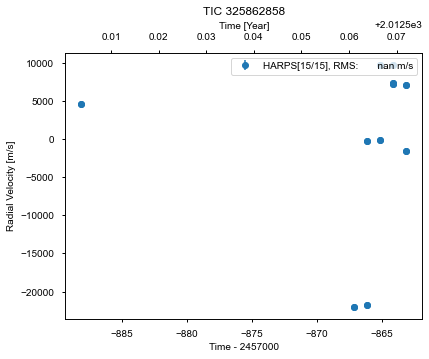 TIC 325862858
Time [Year]
+2.0125e3
0.01 0.02 0.03 0.04 0.05 0.06 0.07
HARPS[15/15], RMS: nan m/s
10000
5000
0
−5000
−10000
−15000
−20000
Radial Velocity [m/s]
−885 −880 −875 −870 −865
Time - 2457000